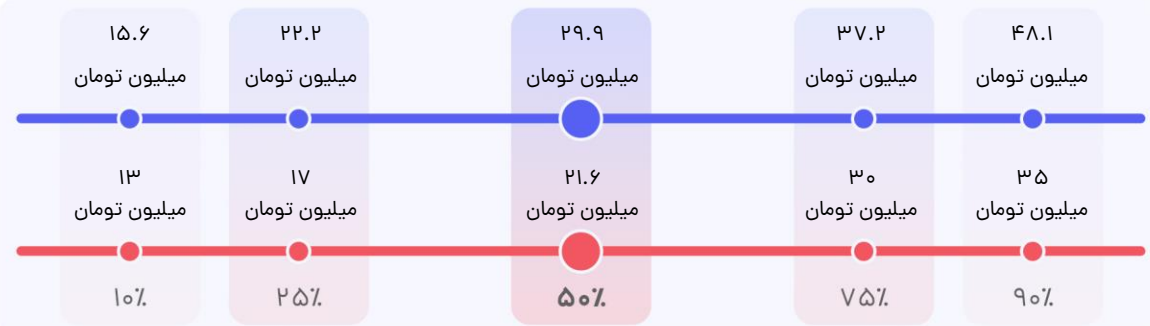 ۱۵.۶ ۲۲.۲ ۲۹.۹ ۳۷.۲ ۴۸.۱
میلیون تومان میلیون تومان میلیون تومان میلیون تومان میلیون تومان
۱۳ ۱۷ ۲۱.۶ ۳۰ ۳۵
میلیون تومان میلیون تومان میلیون تومان میلیون تومان میلیون تومان
۱۰٪ ۲۵٪ ۵۰٪ ۷۵٪ ۹۰٪